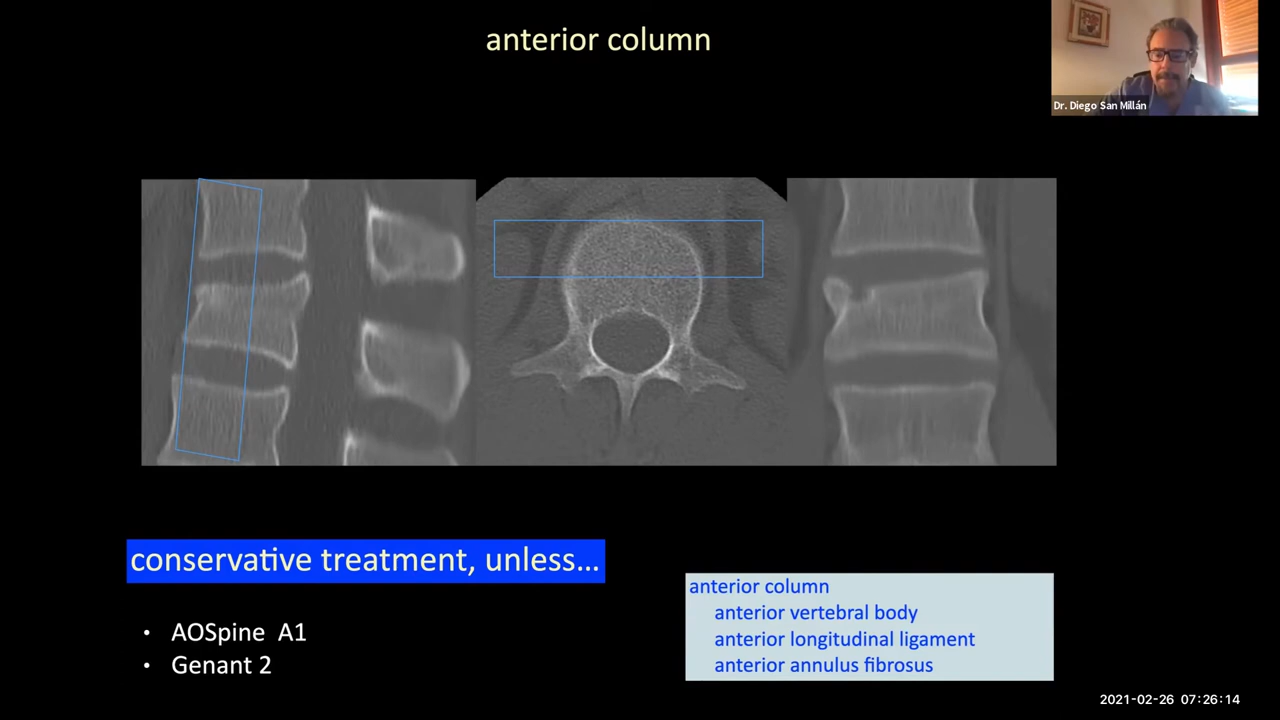 anterior column
Dr. Diego San Millán
conservative treatment, unless...
• AOSpine A1
• Genant 2
anterior column
anterior vertebral body
anterior longitudinal ligament
anterior annulus fibrosus
2021-02-26 07:26:14